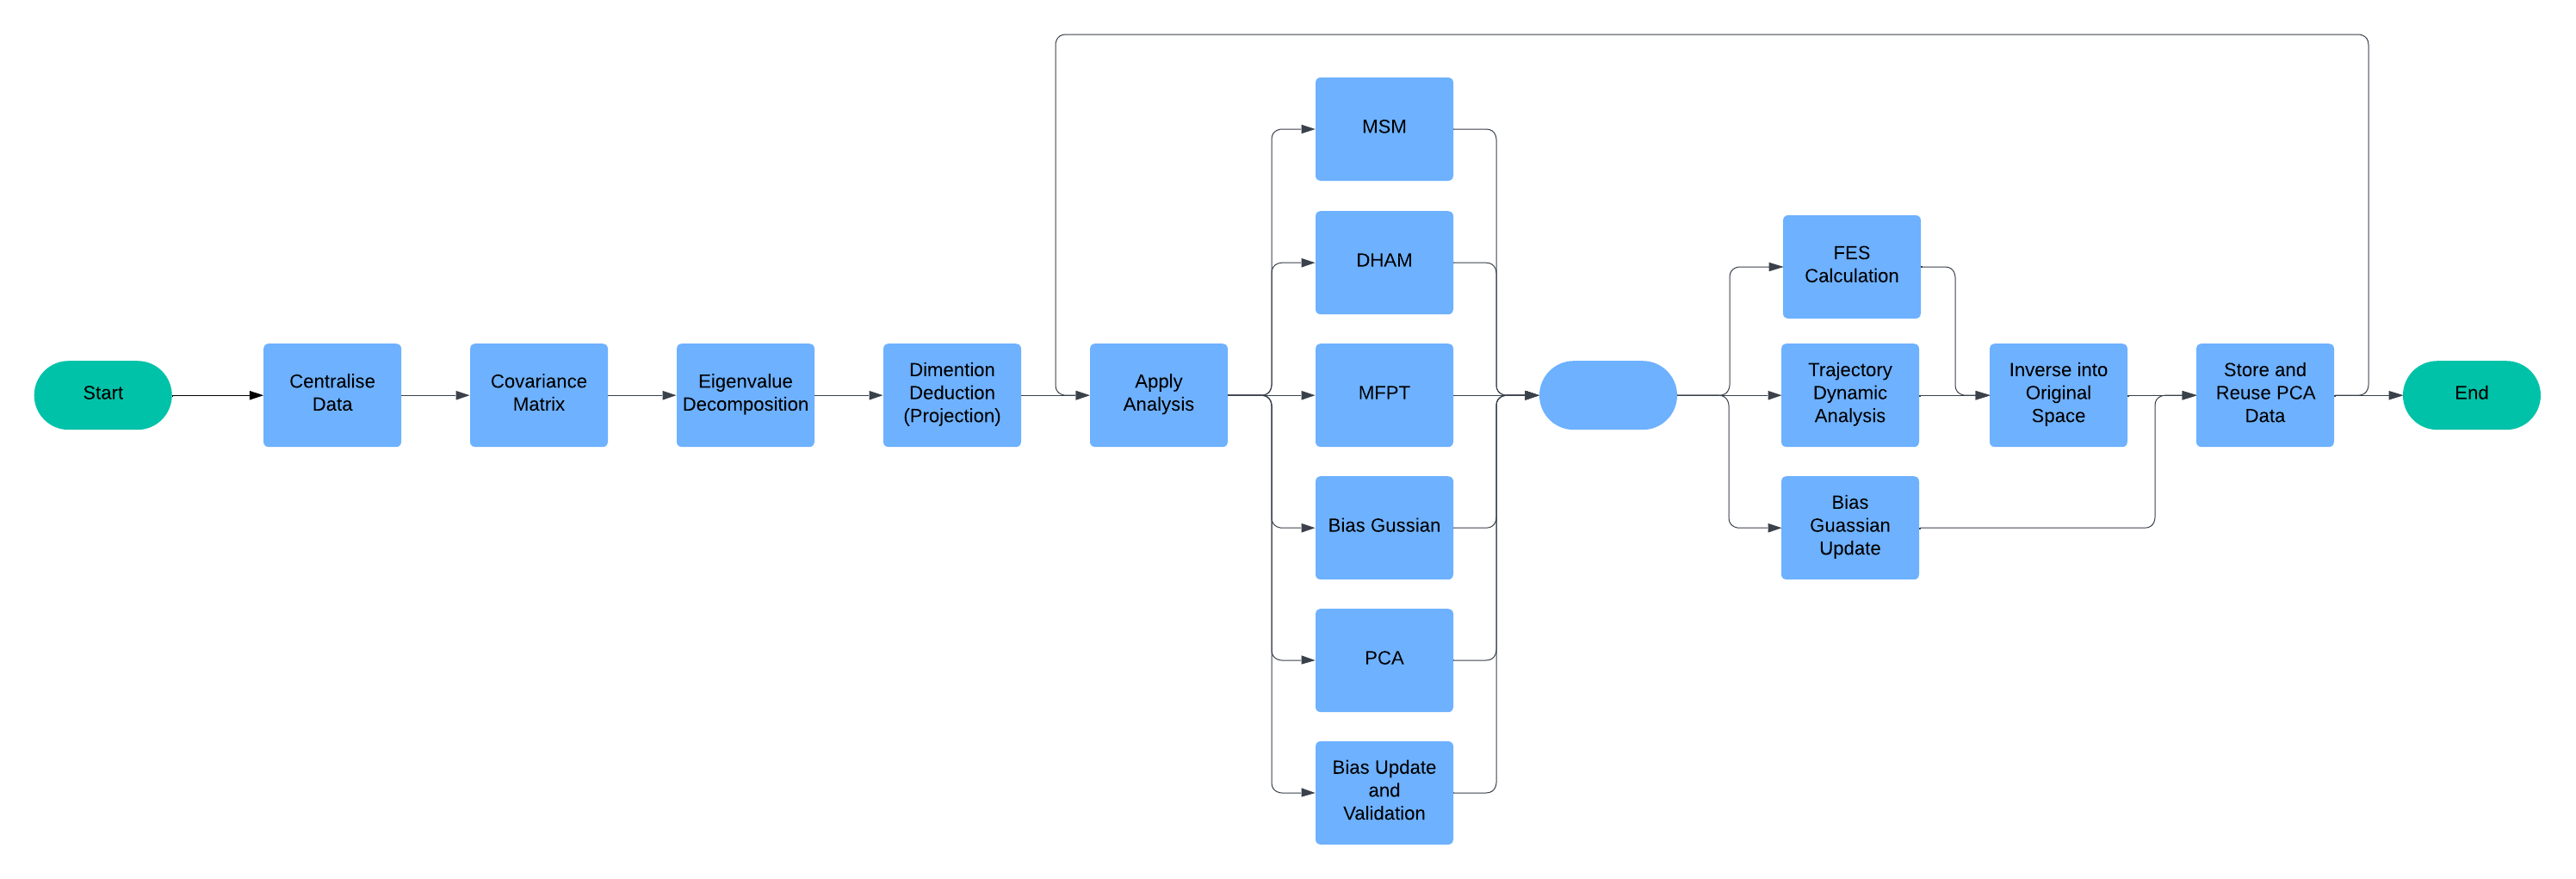 Start
Centralise
Data
Covariance
Matrix
Eigenvalue
Decomposition
Dimention
Deduction
(Projection)
Apply
Analysis
MSM
DHAM
MFPT
Bias Gussian
PCA
Bias Update
and
Validation
FES
Calculation
Trajectory
Dynamic
Analysis
Bias
Guassian
Update
Inverse into
Original
Space
Store and
Reuse PCA
Data
End